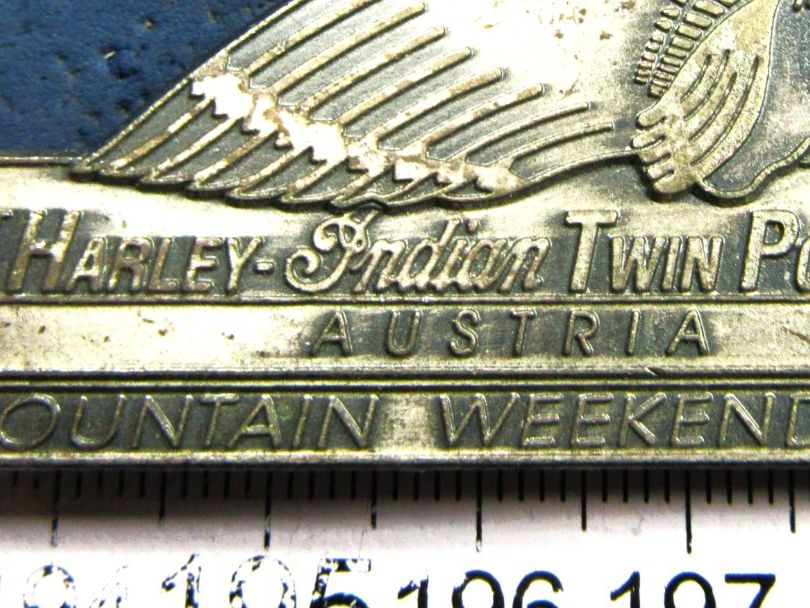 HARLEY-Indian TWIN
AUSTRIA
WEEKEND
195 196 197